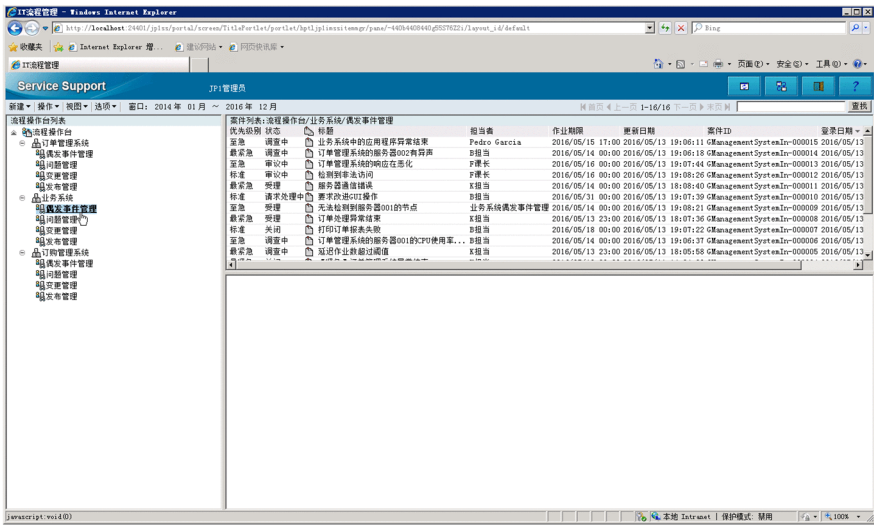 IT流程管理 - Windows Internet Explorer
http://localhost:24401/jplus/portal/screen/TitlePortlet/portlet/hptljplimssitemmgr/pane/-440b4408440g55S76Z2i/layout_id/default
Bing
收藏夹 Internet Explorer 增... 建议网站 网页快讯库
IT流程管理
页面(P) 安全(S) 工具(O)
Service Support JP1管理员
新建 操作 视图 选项 窗口: 2014 年 01 月 ~ 2016 年 12 月
首页 上一页 1-16/16 下一页 末页 查找
流程操作台列表
流程操作台
订单管理系统
偶发事件管理
问题管理
变更管理
发布管理
业务系统
偶发事件管理
问题管理
变更管理
发布管理
订购管理系统
偶发事件管理
问题管理
变更管理
发布管理
案件列表:流程操作台/业务系统/偶发事件管理
优先级别 状态 标题 担当者 作业期限 更新日期 案件ID 登录日期
至急 调查中 业务系统中的应用程序异常结束 Pedro Garcia 2016/05/15 17:00 2016/05/13 19:06:11 GManagementSystemIn-000015 2016/05/13
最紧急 调查中 订单管理系统的服务器002有异声 B担当 2016/05/14 00:00 2016/05/13 19:06:18 GManagementSystemIn-000014 2016/05/13
至急 审议中 订单管理系统的响应在恶化 F课长 2016/05/15 00:00 2016/05/13 19:07:44 GManagementSystemIn-000013 2016/05/13
标准 审议中 检测到非法访问 F课长 2016/05/16 00:00 2016/05/13 19:08:26 GManagementSystemIn-000012 2016/05/13
最紧急 受理 服务器通信错误 K担当 2016/05/16 00:00 2016/05/13 18:08:40 GManagementSystemIn-000011 2016/05/13
标准 请求处理中 要求改进GUI操作 B担当 2016/05/31 00:00 2016/05/13 19:07:39 GManagementSystemIn-000010 2016/05/13
至急 受理 无法检测到服务器001的节点 业务系统偶发事件管理 2016/05/14 00:00 2016/05/13 19:08:21 GManagementSystemIn-000009 2016/05/13
最紧急 受理 订单处理异常结束 K担当 2016/05/13 23:00 2016/05/13 18:07:36 GManagementSystemIn-000008 2016/05/13
标准 关闭 打印订单报表失败 B担当 2016/05/18 00:00 2016/05/13 19:07:22 GManagementSystemIn-000007 2016/05/13
至急 调查中 订单管理系统的服务器001的CPU使用率... B担当 2016/05/14 00:00 2016/05/13 19:06:37 GManagementSystemIn-000006 2016/05/13
最紧急 调查中 延迟作业数超过阈值 K担当 2016/05/13 23:00 2016/05/13 18:05:58 GManagementSystemIn-000005 2016/05/13
javascript:void(0) 本地 Intranet | 保护模式: 禁用 100%